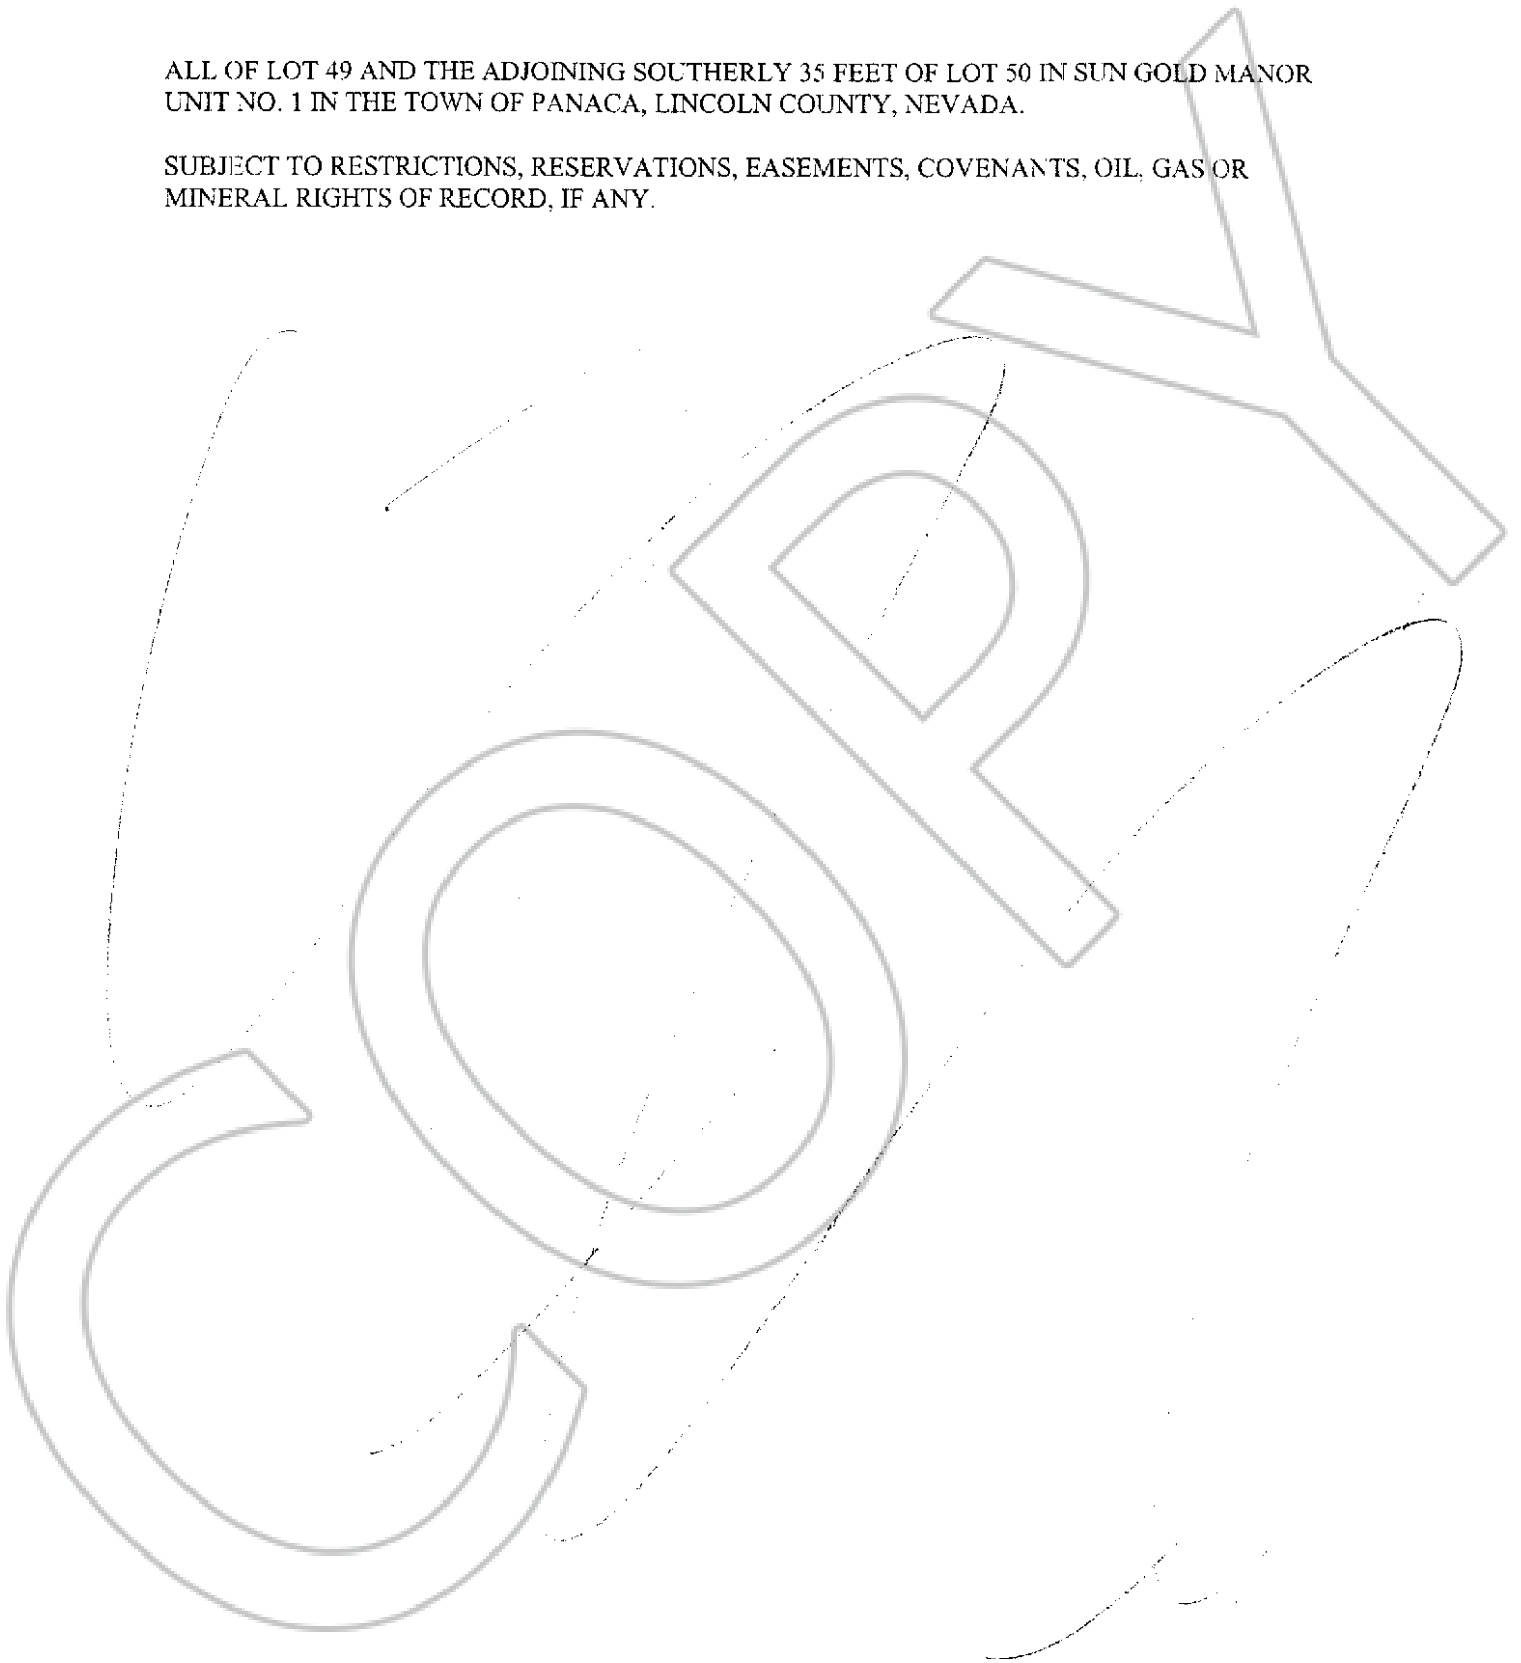 ALL OF LOT 49 AND THE ADJOINING SOUTHERLY 35 FEET OF LOT 50 IN SUN GOLD MANOR
UNIT NO. 1 IN THE TOWN OF PANACA, LINCOLN COUNTY, NEVADA.
SUBJECT TO RESTRICTIONS, RESERVATIONS, EASEMENTS, COVENANTS, OIL, GAS OR
MINERAL RIGHTS OF RECORD, IF ANY.
COPY